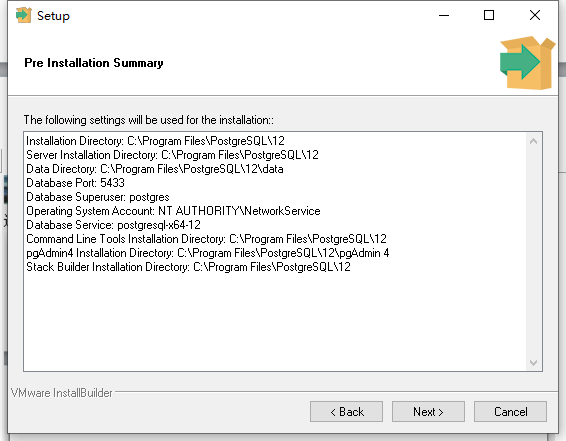 Setup
Pre Installation Summary
The following settings will be used for the installation::
Installation Directory: C:\Program Files\PostgreSQL\12
Server Installation Directory: C:\Program Files\PostgreSQL\12
Data Directory: C:\Program Files\PostgreSQL\12\data
Database Port: 5433
Database Superuser: postgres
Operating System Account: NT AUTHORITY\NetworkService
Database Service: postgresql-x64-12
Command Line Tools Installation Directory: C:\Program Files\PostgreSQL\12
pgAdmin4 Installation Directory: C:\Program Files\PostgreSQL\12\pgAdmin 4
Stack Builder Installation Directory: C:\Program Files\PostgreSQL\12
VMware InstallBuilder
< Back
Next >
Cancel